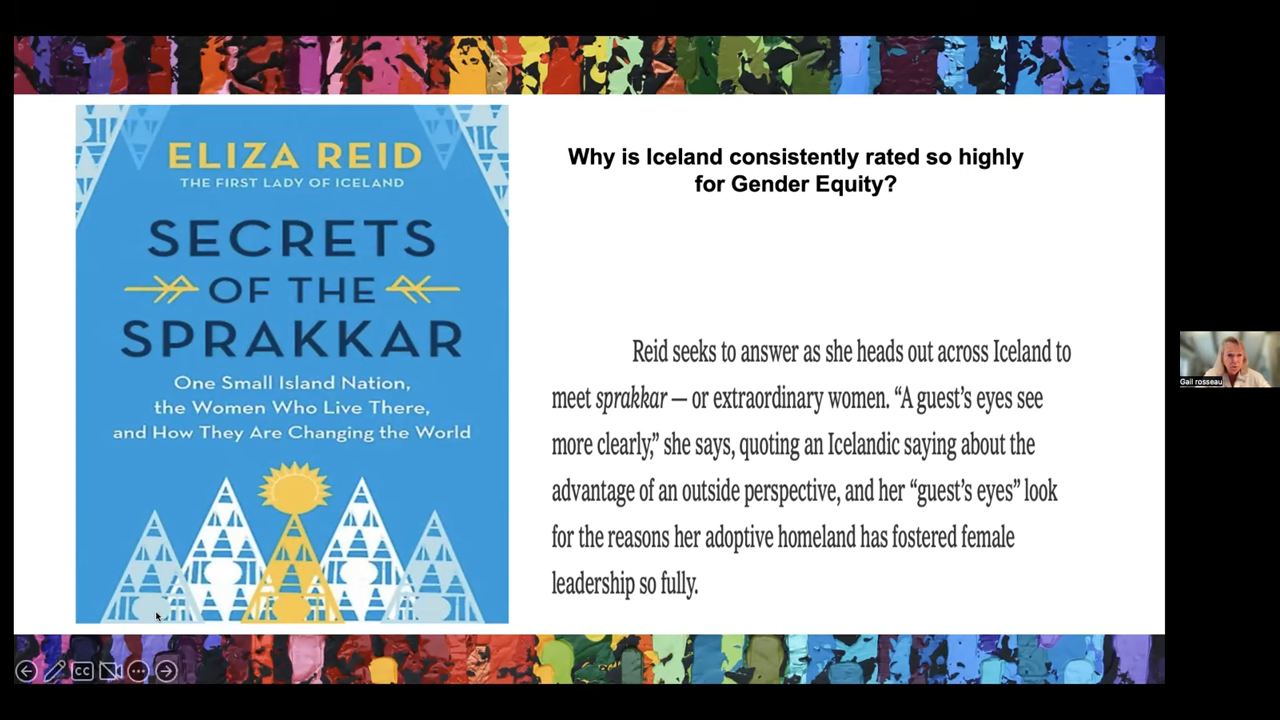 ELIZA REID
THE FIRST LADY OF ICELAND
SECRETS
OF THE
SPRAKKAR
One Small Island Nation,
the Women Who Live There,
and How They Are Changing the World
Why is Iceland consistently rated so highly
for Gender Equity?
Reid seeks to answer as she heads out across Iceland to
meet sprakkar — or extraordinary women. “A guest’s eyes see
more clearly,” she says, quoting an Icelandic saying about the
advantage of an outside perspective, and her “guest’s eyes” look
for the reasons her adoptive homeland has fostered female
leadership so fully.
Gail rosseau
CC